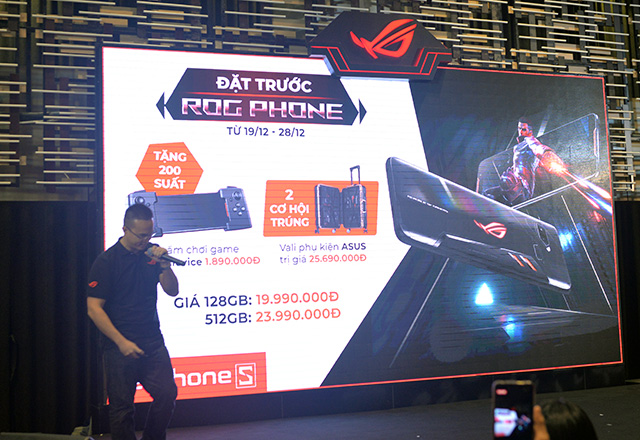 ĐẶT TRƯỚC
ROG PHONE
TỪ 19/12 - 28/12
TẶNG
200
SUẤT
2
CƠ HỘI
TRÚNG
chơi game
1.890.000Đ
Vali phụ kiện ASUS
trị giá 25.690.000Đ
GIÁ 128GB: 19.990.000Đ
512GB: 23.990.000Đ
hone S